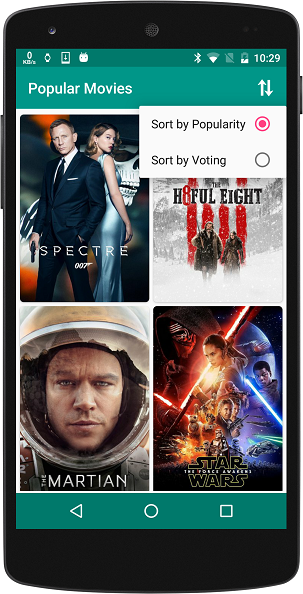 0
KB/s
10:29
Popular Movies
Sort by Popularity
Sort by Voting
SPECTRE
007
THE
H8FUL EIGHT
THE MARTIAN
STAR
THE FORCE AWAKENS
WARS